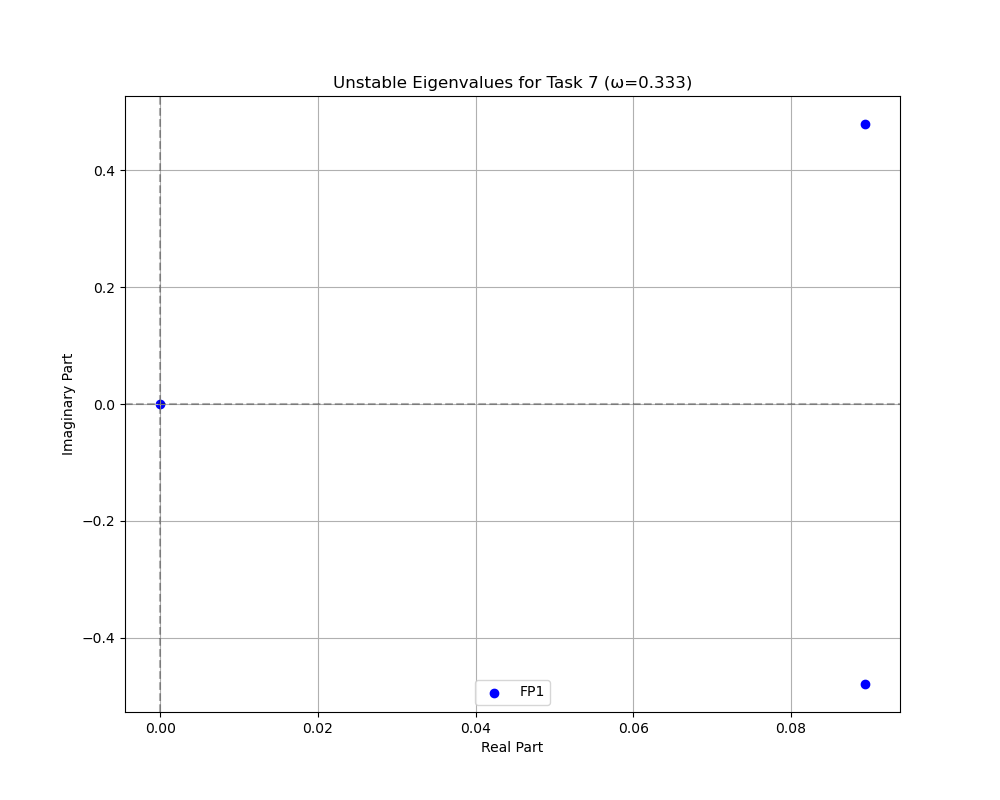 Unstable Eigenvalues for Task 7 (ω=0.333)
Imaginary Part
0.4
0.2
0.0
−0.2
−0.4
FP1
0.00 0.02 0.04 0.06 0.08
Real Part